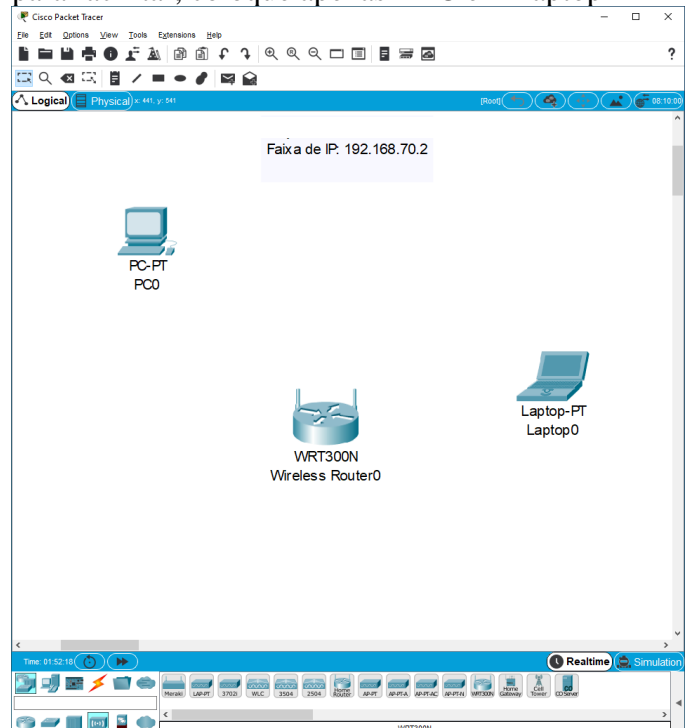 Cisco Packet Tracer
File Edit Options View Tools Extensions Help
?
Logical Physical x: 441, y: 541 [Root] 08:10:00
Faixa de IP: 192.168.70.2
PC-PT
PC0
Laptop-PT
Laptop0
WRT300N
Wireless Router0
Time: 01:52:18 Realtime Simulation
Meraki LAP-PT 3702i WLC 3504 2504 Home Router AP-PT AP-PT-A AP-PT-AC AP-PT-N WRT300N Home Gateway Cell Tower CO Server
WRT300N